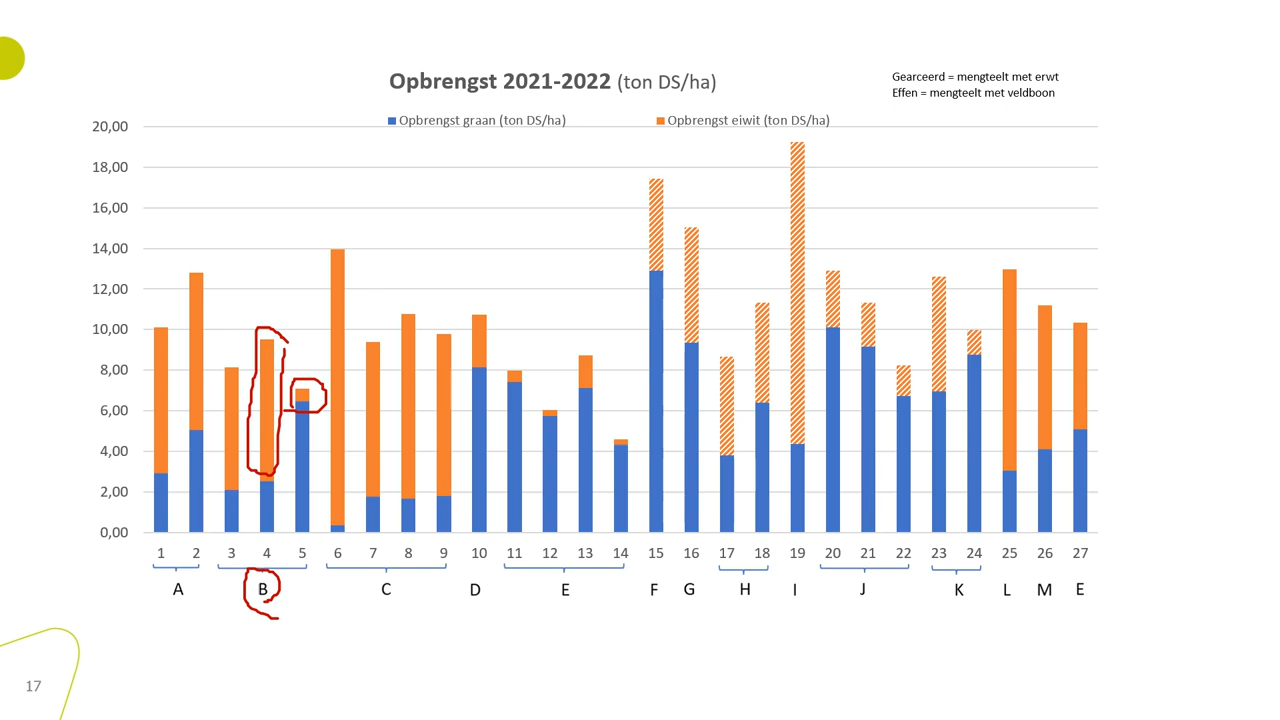 Opbrengst 2021-2022 (ton DS/ha)
Gearceerd = mengteelt met erwt
Effen = mengteelt met veldboon
Opbrengst graan (ton DS/ha) Opbrengst eiwit (ton DS/ha)
20,00
18,00
16,00
14,00
12,00
10,00
8,00
6,00
4,00
2,00
0,00
1 2 3 4 5 6 7 8 9 10 11 12 13 14 15 16 17 18 19 20 21 22 23 24 25 26 27
A B C D E F G H I J K L M E
17